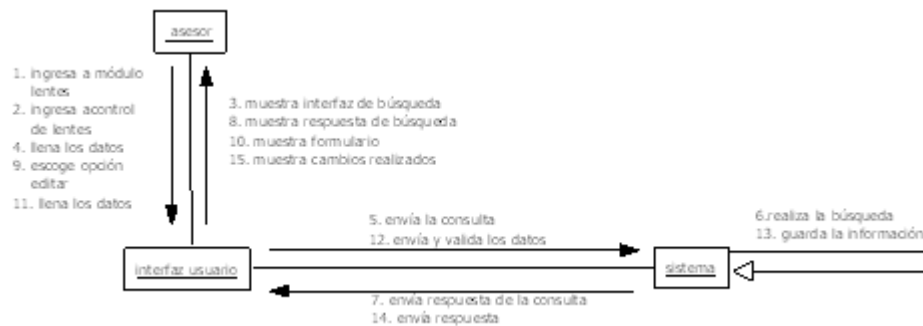 asesor
1. ingresa a módulo
lentes
2. ingresa acontrol
de lentes
4. llena los datos
9. escoge opción
editar
11. llena los datos
3. muestra interfaz de búsqueda
8. muestra respuesta de búsqueda
10. muestra formulario
15. muestra cambios realizados
5. envía la consulta
12. envía y valida los datos
6.realiza la búsqueda
13. guarda la información
interfaz usuario
sistema
7. envía respuesta de la consulta
14. envía respuesta